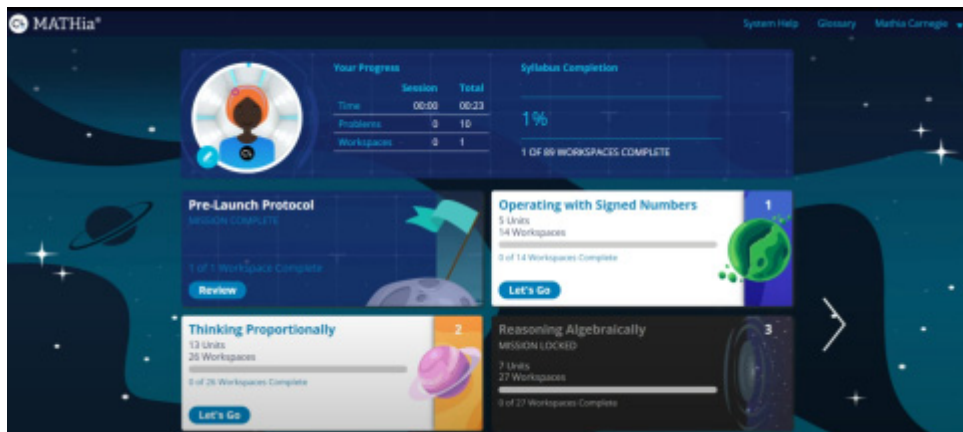 MATHia®
System Help Glossary Mathia Carnegie
Your Progress
Session Total
Time 00:00 00:23
Problems 0 10
Workspaces 0 1
Syllabus Completion
1%
1 OF 89 WORKSPACES COMPLETE
Pre-Launch Protocol
MISSION COMPLETE
1 of 1 Workspace Complete
Review
Operating with Signed Numbers
1
5 Units
14 Workspaces
0 of 14 Workspaces Complete
Let's Go
Thinking Proportionally
2
13 Units
26 Workspaces
0 of 26 Workspaces Complete
Let's Go
Reasoning Algebraically
3
MISSION LOCKED
7 Units
27 Workspaces
0 of 27 Workspaces Complete